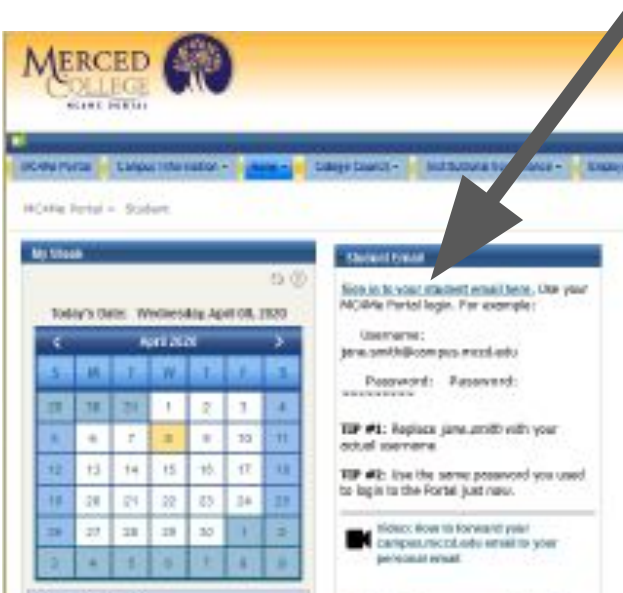 MERCED
COLLEGE
MC4ME PORTAL
MC4Me Portal
Campus Information
Home
College Council
Institutional
MC4Me Portal
Student
My Week
Today's Date: Wednesday, April 08, 2020
April 2020
S M T W T F S
29 30 31 1 2 3 4
5 6 7 8 9 10 11
12 13 14 15 16 17 18
19 20 21 22 23 24 25
26 27 28 29 30 1 2
3 4 5 6 7 8 9
Student Email
Sign in to your student email here. Use your
MC4Me Portal login. For example:
Username:
jane.smith@campus.mccd.edu
Password: Password:
*********
TIP #1: Replace jane.smith with your
actual username
TIP #2: Use the same password you used
to login to the Portal just now.
Video: How to forward your
campus.mccd.edu email to your
personal email